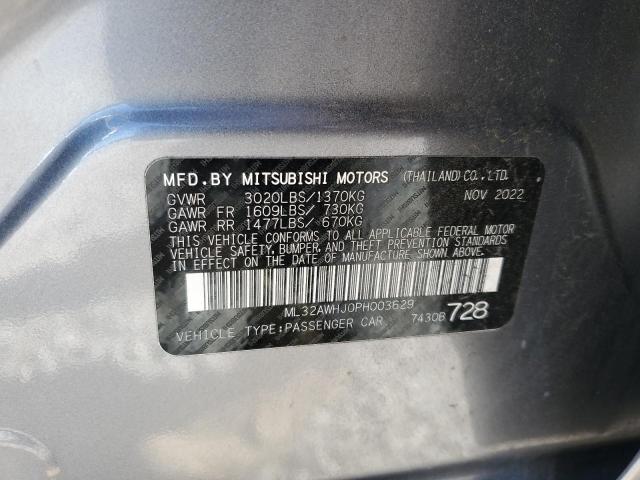 MFD.BY MITSUBISHI MOTORS (THAILAND) CO.,LTD.
GVWR 3020LBS/1370KG NOV 2022
GAWR FR 1609LBS/ 730KG
GAWR RR 1477LBS/ 670KG
THIS VEHICLE CONFORMS TO ALL APPLICABLE FEDERAL MOTOR
VEHICLE SAFETY, BUMPER, AND THEFT PREVENTION STANDARDS
IN EFFECT ON THE DATE OF MANUFACTURE SHOWN ABOVE.
ML32AWHJ0PH003629
VEHICLE TYPE:PASSENGER CAR 7430B 728